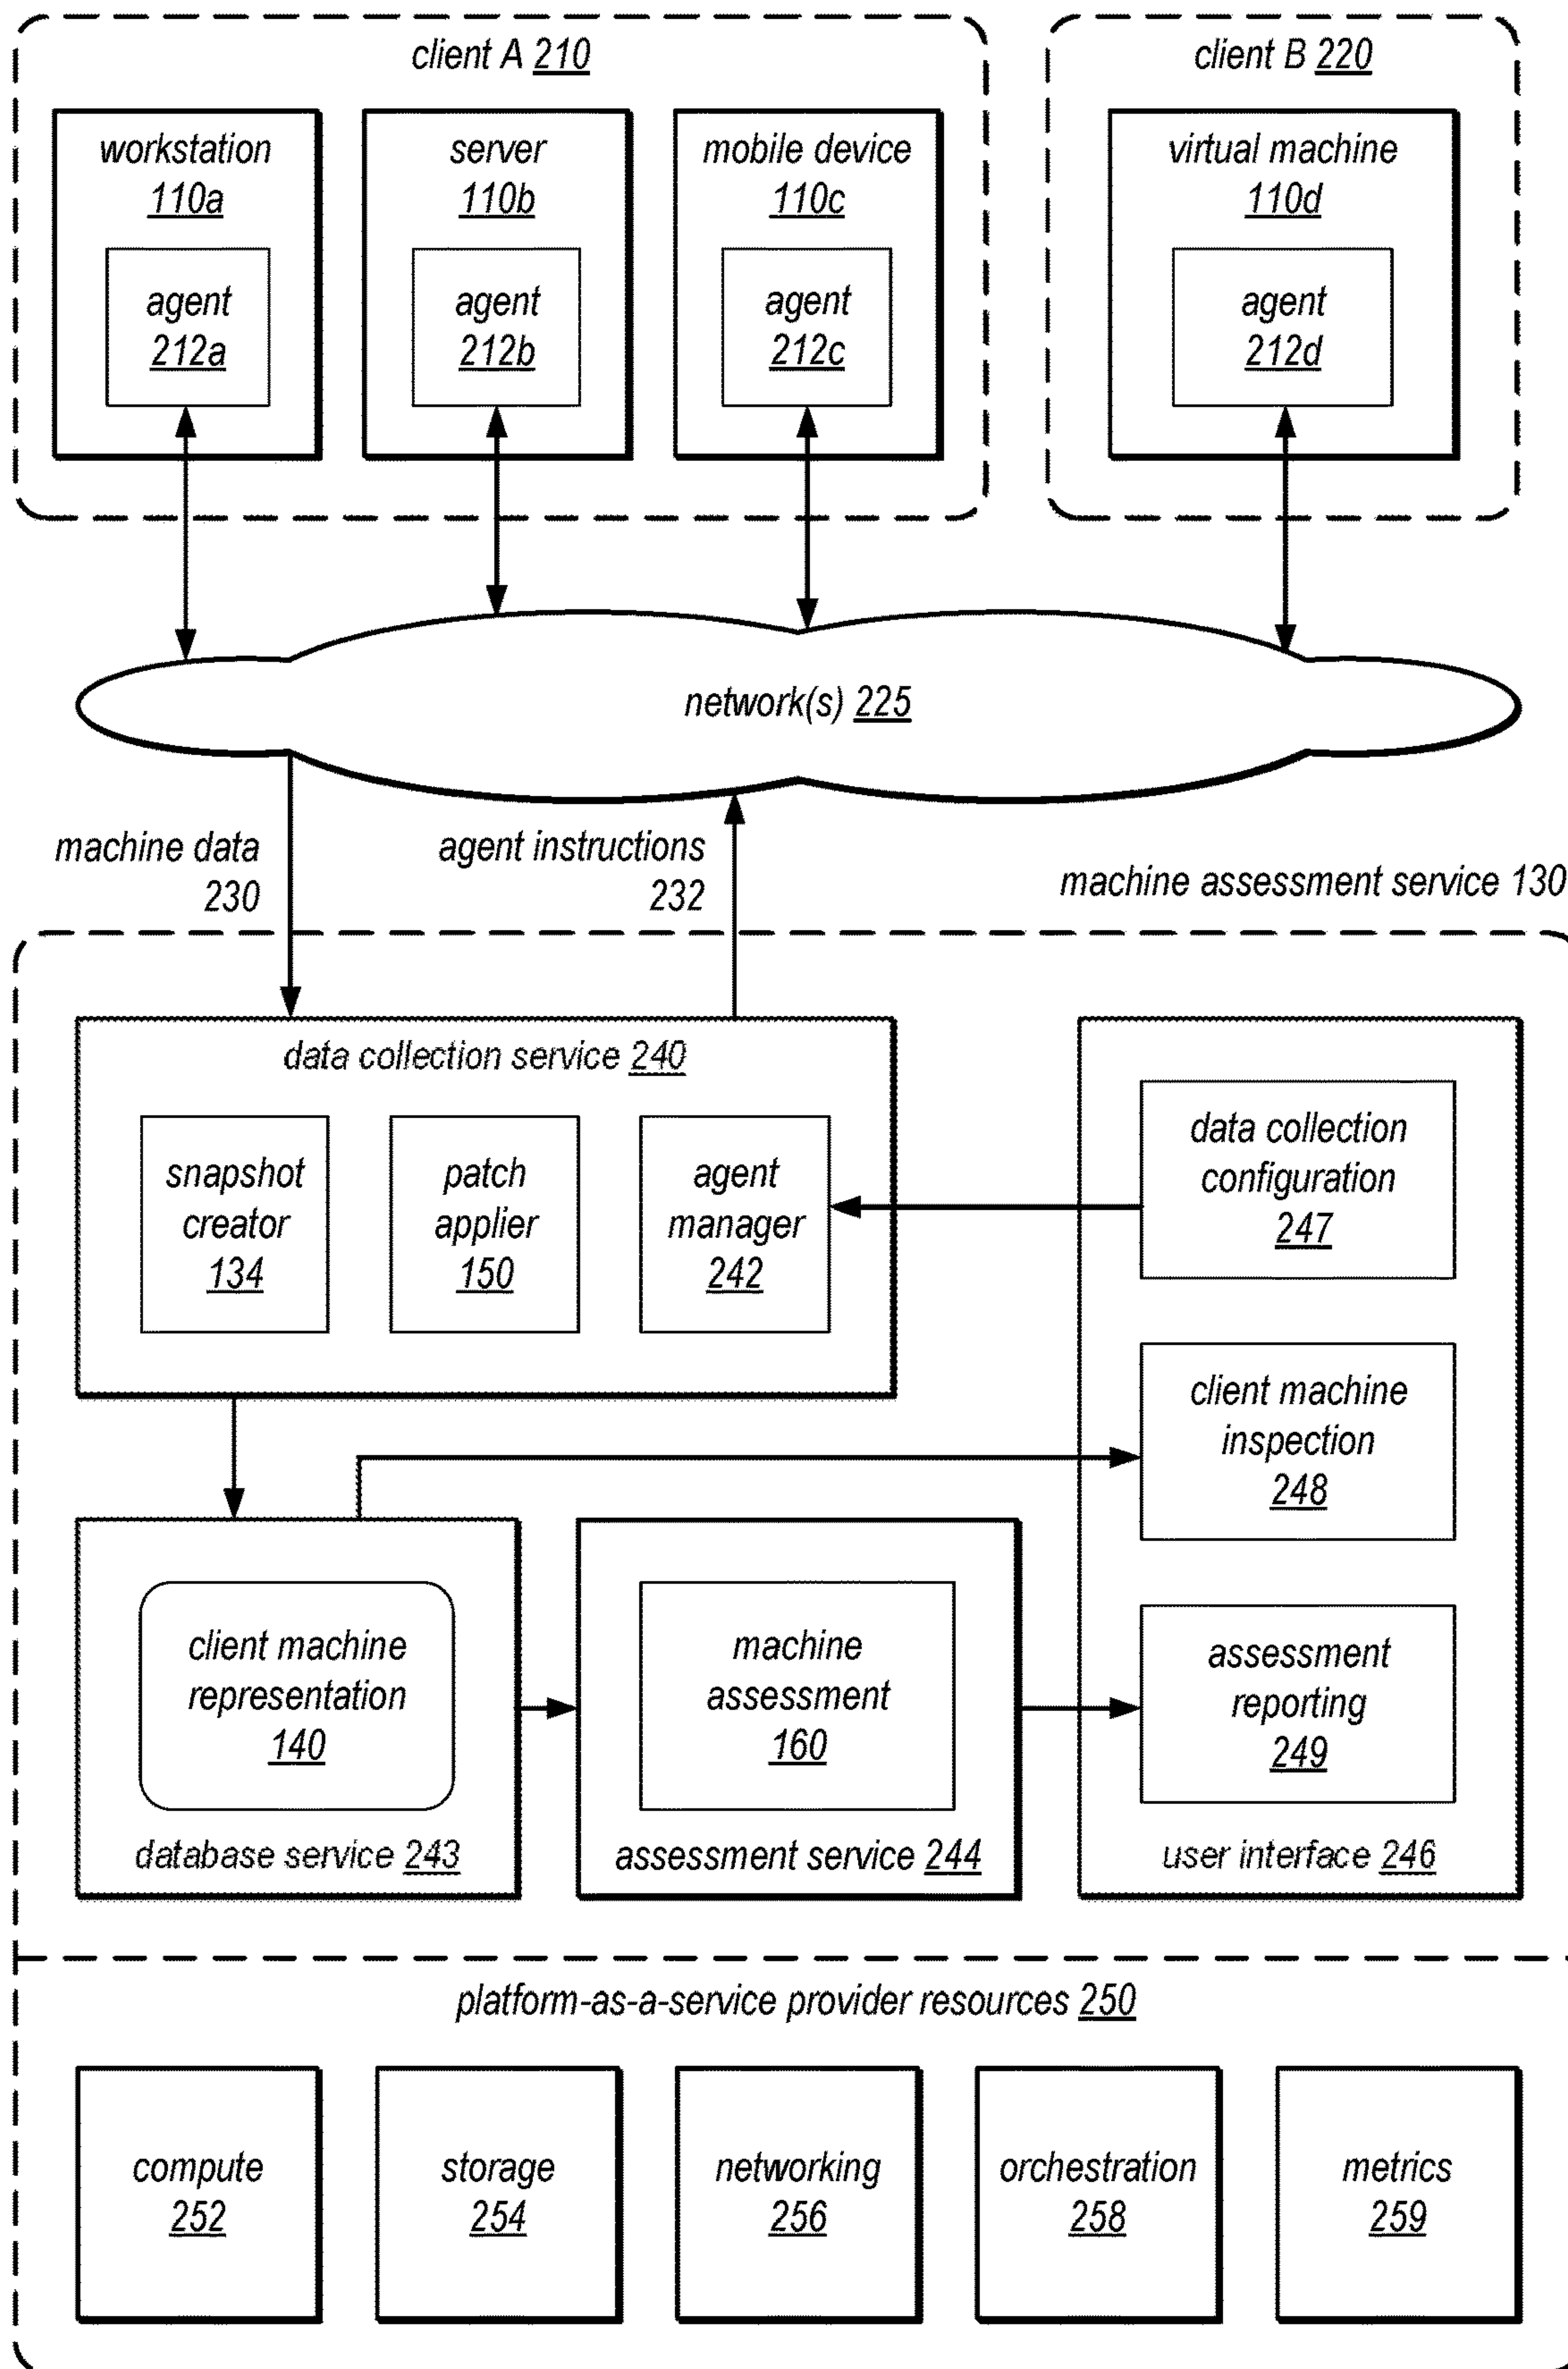 client A 210
client B 220
workstation
110a
server
110b
mobile device
110c
virtual machine
110d
agent
212a
agent
212b
agent
212c
agent
212d
network(s) 225
machine data
230
agent instructions
232
machine assessment service 130
data collection service 240
snapshot
creator
134
patch
applier
150
agent
manager
242
data collection
configuration
247
client machine
inspection
248
client machine
representation
140
database service 243
machine
assessment
160
assessment service 244
assessment
reporting
249
user interface 246
platform-as-a-service provider resources 250
compute
252
storage
254
networking
256
orchestration
258
metrics
259